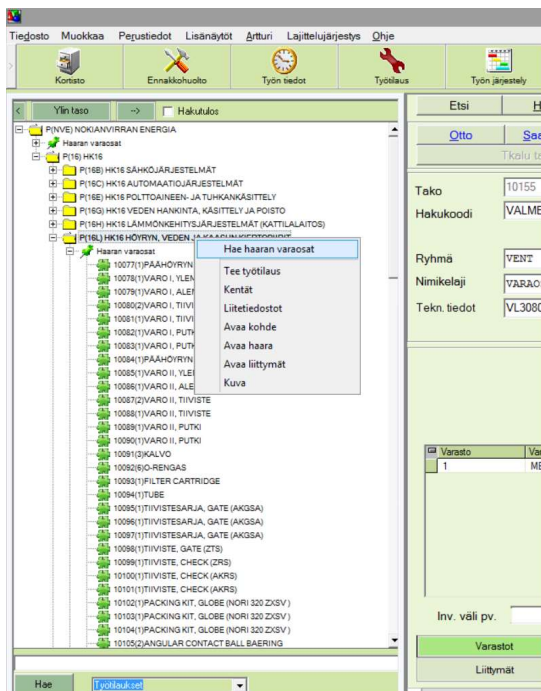 Tiedosto Muokkaa Perustiedot Lisänäytöt Artturi Lajittelujärjestys Ohje
Kortisto Ennakkohuolto Työn tiedot Työtilaus Työn järjestely
< Ylin taso --> Hakutulos
P(NVE) NOKIANVIRRAN ENERGIA
Haaran varaosat
P(16) HK16
P(16B) HK16 SÄHKÖJÄRJESTELMÄT
P(16C) HK16 AUTOMAATIOJÄRJESTELMÄT
P(16E) HK16 POLTTOAINEEN- JA TUHKANKÄSITTELY
P(16G) HK16 VEDEN HANKINTA, KÄSITTELY JA POISTO
P(16H) HK16 LÄMMÖNKEHITYSJÄRJESTELMÄT (KATTILALAITOS)
P(16L) HK16 HÖYRYN, VEDEN JA KAASUN KIERTOPIIRIT
Haaran varaosat
10077(1)PÄÄHÖYRYN
10078(1)VARO I, YLEM
10079(1)VARO I, ALEM
10080(2)VARO I, TIIVI
10081(1)VARO I, TIIVI
10082(1)VARO I, PUTK
10083(1)VARO I, PUTK
10084(1)PÄÄHÖYRYN
10085(1)VARO II, YLEI
10086(1)VARO II, ALE
10087(2)VARO II, TIIVISTE
10088(1)VARO II, TIIVISTE
10089(1)VARO II, PUTKI
10090(1)VARO II, PUTKI
10091(3)KALVO
10092(6)O-RENGAS
10093(1)FILTER CARTRIDGE
10094(1)TUBE
10095(1)TIIVISTESARJA, GATE (AKGSA)
10096(1)TIIVISTESARJA, GATE (AKGSA)
10097(1)TIIVISTESARJA, GATE (AKGSA)
10098(1)TIIVISTE, GATE (ZTS)
10099(1)TIIVISTE, CHECK (ZRS)
10100(1)TIIVISTE, CHECK (AKRS)
10101(1)TIIVISTE, CHECK (AKRS)
10102(1)PACKING KIT, GLOBE (NORI 320 ZXSV )
10103(1)PACKING KIT, GLOBE (NORI 320 ZXSV )
10104(1)PACKING KIT, GLOBE (NORI 320 ZXSV )
10105(2)ANGULAR CONTACT BALL BAERING
Hae Työtilaukset
Hae haaran varaosat
Tee työtilaus
Kentät
Liitetiedostot
Avaa kohde
Avaa haara
Avaa liittymät
Kuva
Etsi H
Otto Saa
Tkalu ta
Tako 10155
Hakukoodi VALME
Ryhmä VENT
Nimikelaji VARAO
Tekn. tiedot VL3080
Varasto Var
1 ME
Inv. väli pv.
Varastot
Liittymät